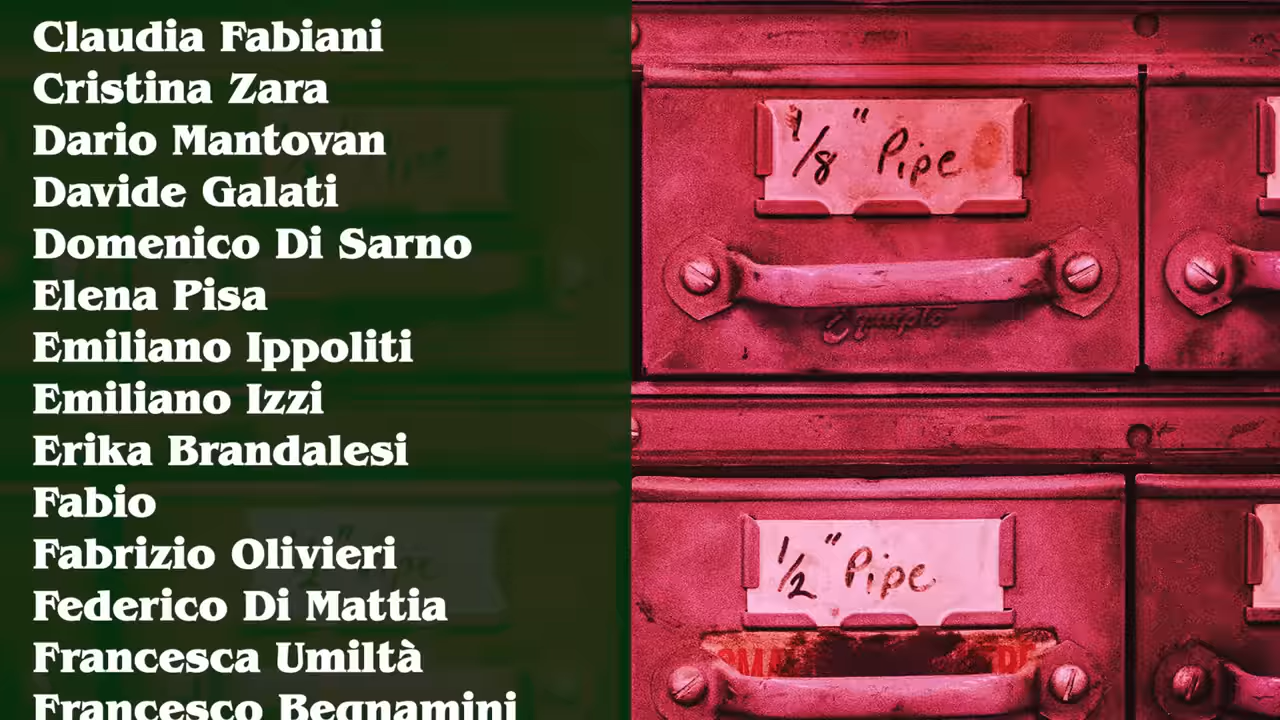 Claudia Fabiani
Cristina Zara
Dario Mantovan
Davide Galati
Domenico Di Sarno
Elena Pisa
Emiliano Ippoliti
Emiliano Izzi
Erika Brandalesi
Fabio
Fabrizio Olivieri
Federico Di Mattia
Francesca Umiltà
Francesco Begnamini
1/8" Pipe
Equipto
1/2" Pipe